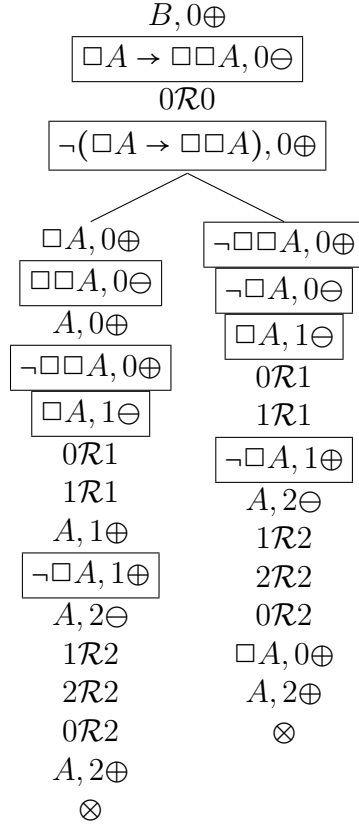 B, 0⊕
□A → □□A, 0⊖
0ℛ0
¬(□A → □□A), 0⊕
□A, 0⊕
□□A, 0⊖
A, 0⊕
¬□□A, 0⊕
□A, 1⊖
0ℛ1
1ℛ1
A, 1⊕
¬□A, 1⊕
A, 2⊖
1ℛ2
2ℛ2
0ℛ2
A, 2⊕
⊗
¬□□A, 0⊕
¬□A, 0⊖
□A, 1⊖
0ℛ1
1ℛ1
¬□A, 1⊕
A, 2⊖
1ℛ2
2ℛ2
0ℛ2
□A, 0⊕
A, 2⊕
⊗